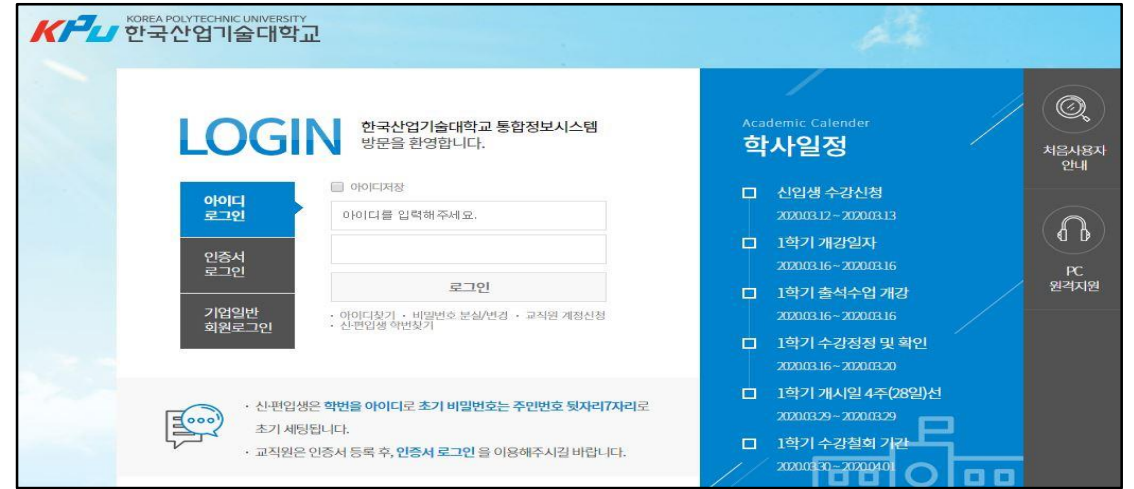 KPU
KOREA POLYTECHNIC UNIVERSITY
한국산업기술대학교
LOGIN
한국산업기술대학교 통합정보시스템
방문을 환영합니다.
아이디
로그인
인증서
로그인
기업일반
회원로그인
아이디저장
아이디를 입력해주세요.
로그인
· 아이디찾기 · 비밀번호 분실/변경 · 교직원 계정신청
· 신·편입생 학번찾기
· 신·편입생은 학번을 아이디로 초기 비밀번호는 주민번호 뒷자리7자리로
초기 세팅됩니다.
· 교직원은 인증서 등록 후, 인증서 로그인 을 이용해주시길 바랍니다.
Academic Calender
학사일정
신입생 수강신청
2020.03.12 ~ 2020.03.13
1학기 개강일자
2020.03.16 ~ 2020.03.16
1학기 출석수업 개강
2020.03.16 ~ 2020.03.16
1학기 수강정정 및 확인
2020.03.16 ~ 2020.03.20
1학기 개시일 4주(28일)선
2020.03.29 ~ 2020.03.29
1학기 수강철회 기간
2020.03.30 ~ 2020.04.01
처음사용자
안내
PC
원격지원